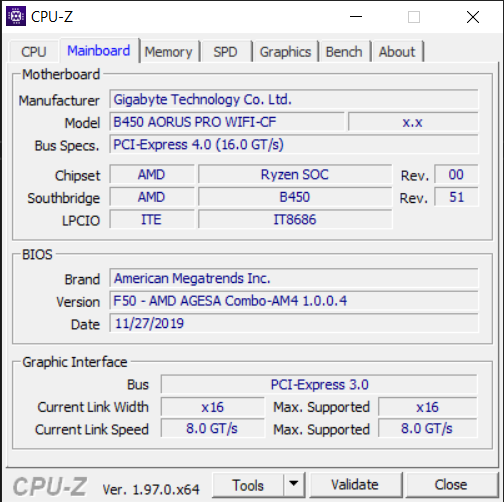 CPU-Z
CPU Mainboard Memory SPD Graphics Bench About
Motherboard
Manufacturer Gigabyte Technology Co. Ltd.
Model B450 AORUS PRO WIFI-CF x.x
Bus Specs. PCI-Express 4.0 (16.0 GT/s)
Chipset AMD Ryzen SOC Rev. 00
Southbridge AMD B450 Rev. 51
LPCIO ITE IT8686
BIOS
Brand American Megatrends Inc.
Version F50 - AMD AGESA Combo-AM4 1.0.0.4
Date 11/27/2019
Graphic Interface
Bus PCI-Express 3.0
Current Link Width x16 Max. Supported x16
Current Link Speed 8.0 GT/s Max. Supported 8.0 GT/s
CPU-Z Ver. 1.97.0.x64 Tools Validate Close